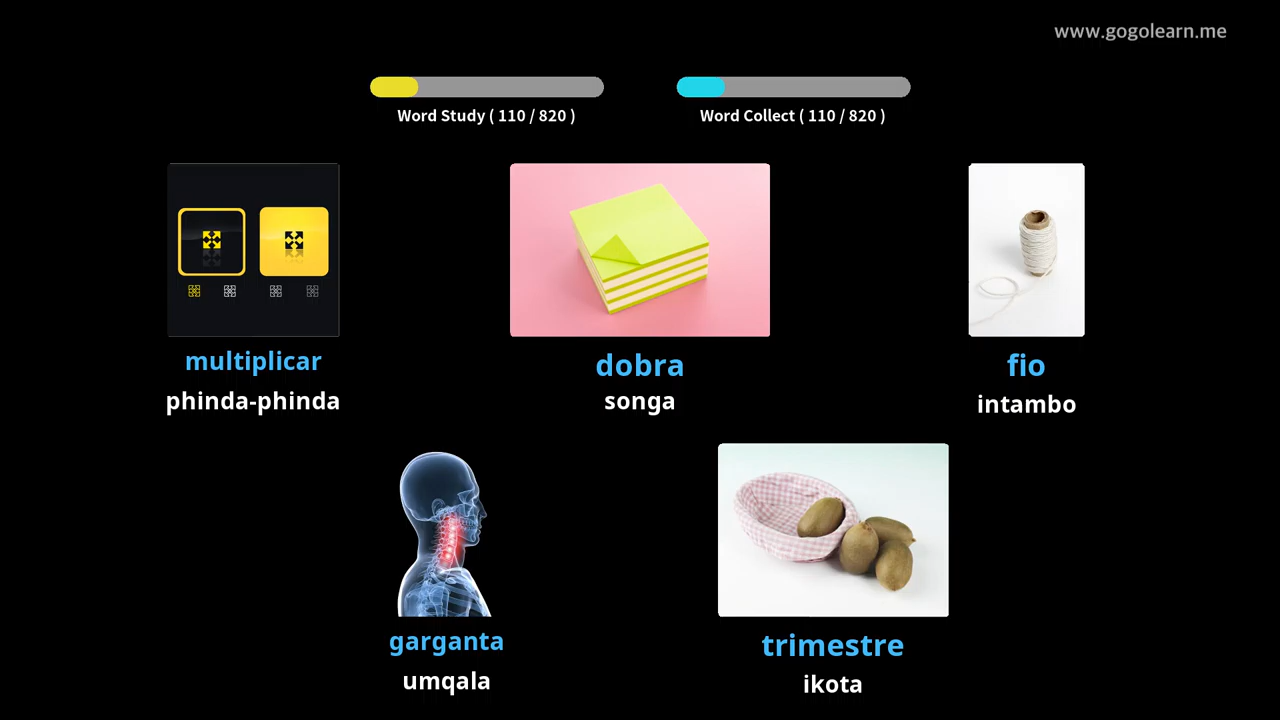 www.gogolearn.me
Word Study ( 110 / 820 )
Word Collect ( 110 / 820 )
multiplicar
phinda-phinda
dobra
songa
fio
intambo
garganta
umqala
trimestre
ikota